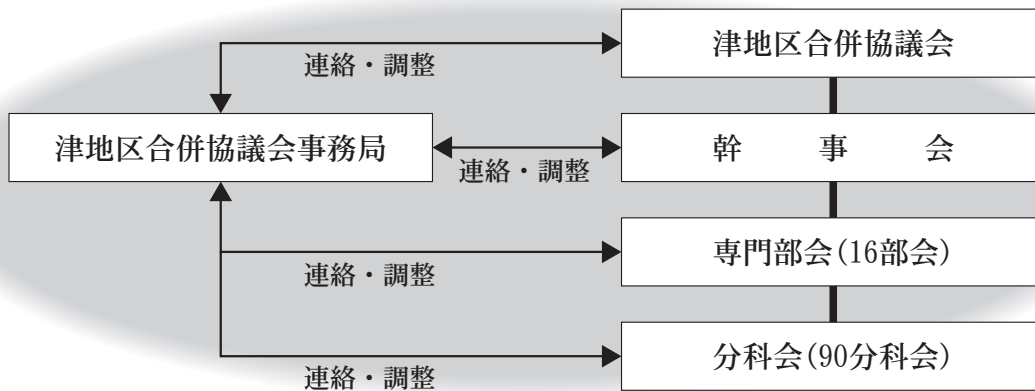 津地区合併協議会
連絡・調整
津地区合併協議会事務局
幹事会
連絡・調整
専門部会(16部会)
連絡・調整
分科会(90分科会)
連絡・調整